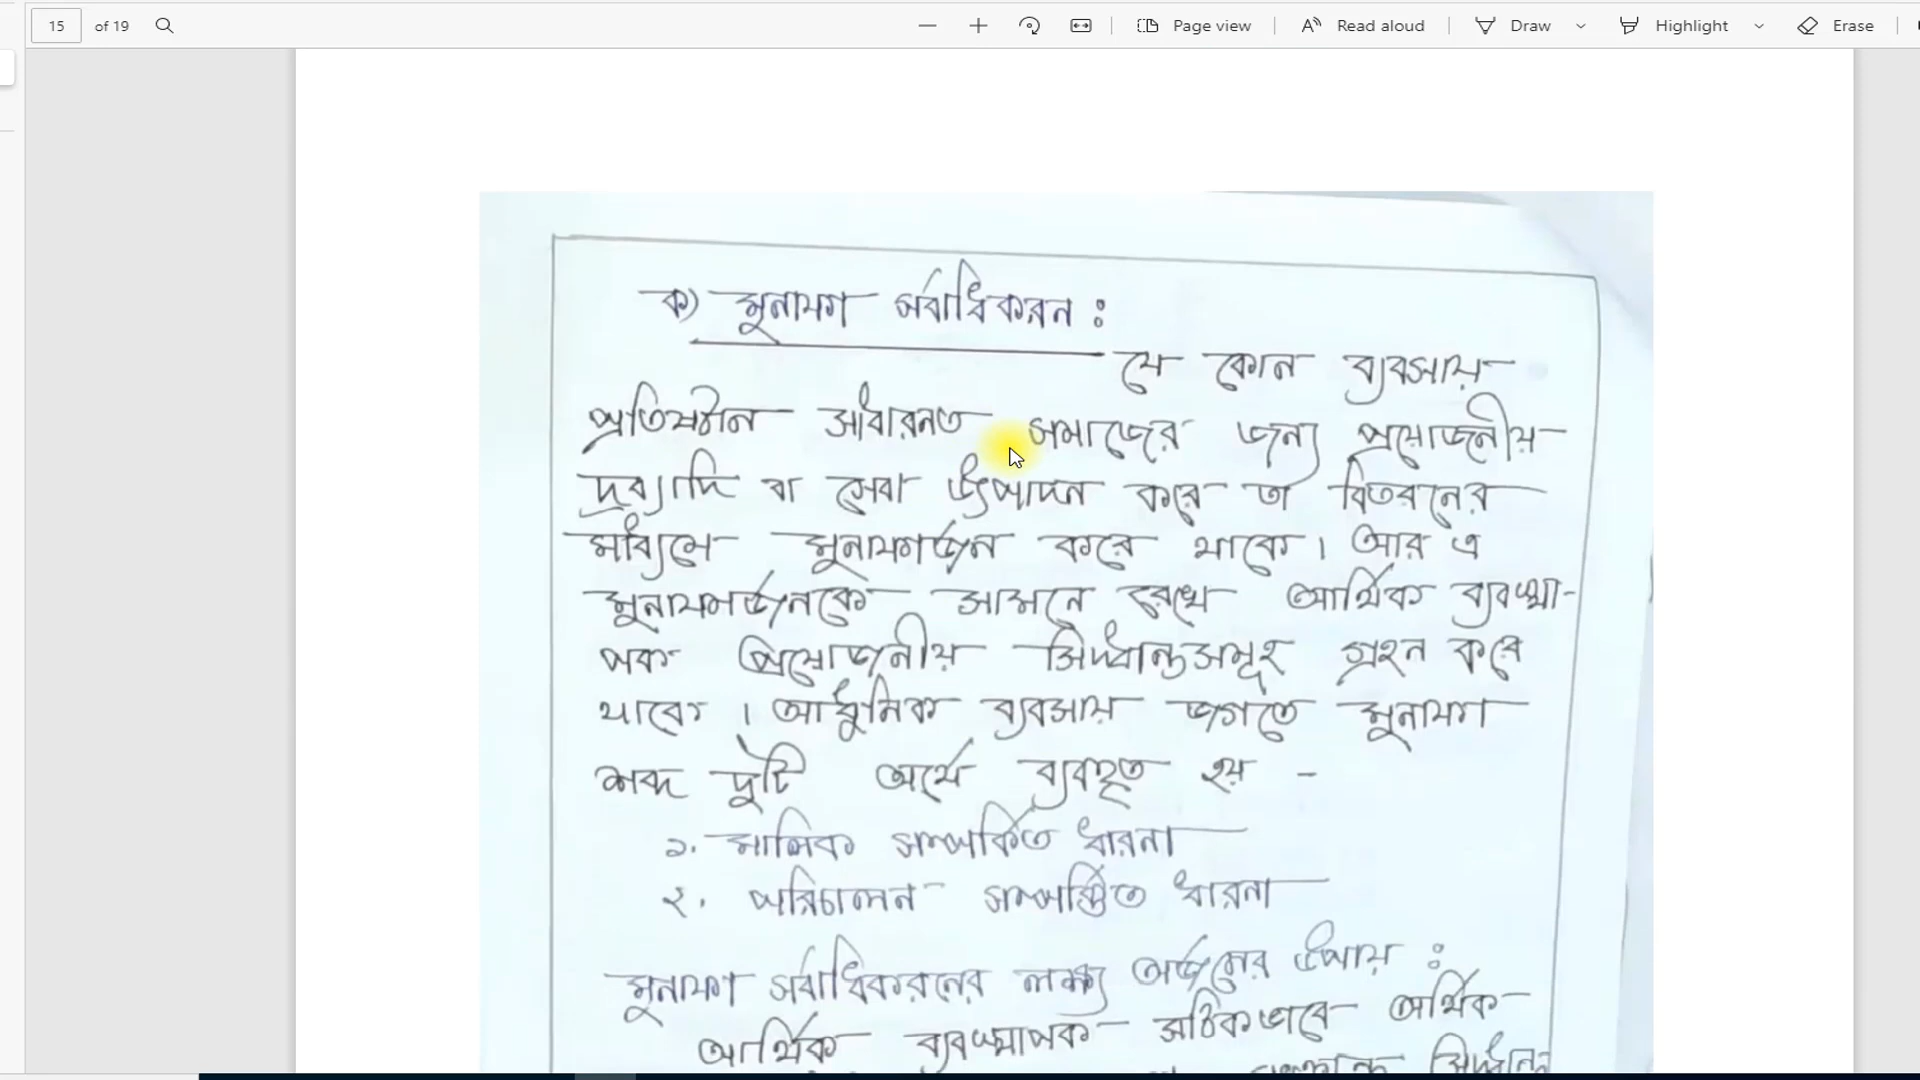 15 of 19 Page view Read aloud Draw Highlight Erase
ক) মুনাফা সর্বাধিকরন :
যে কোন ব্যবসায়
প্রতিষ্ঠান সাধারনত সমাজের জন্য প্রয়োজনীয়
দ্রব্যাদি বা সেবা উৎপাদন করে তা বিতরনের
মাধ্যমে মুনাফার্জন করে থাকে। আর এ
মুনাফার্জনকে সামনে রেখে আর্থিক ব্যবস্থা-
পক প্রয়োজনীয় সিদ্ধান্তসমূহ গ্রহন করে
থাকে । আধুনিক ব্যবসায় জগতে মুনাফা
শব্দ দুটি অর্থে ব্যবহৃত হয় -
১. মালিক সম্পর্কিত ধারনা
২. পরিচালন সম্পর্কিত ধারনা
মুনাফা সর্বাধিকরনের লক্ষ্য অর্জনের উপায় :
আর্থিক ব্যবস্থাপক সঠিকভাবে আর্থিক